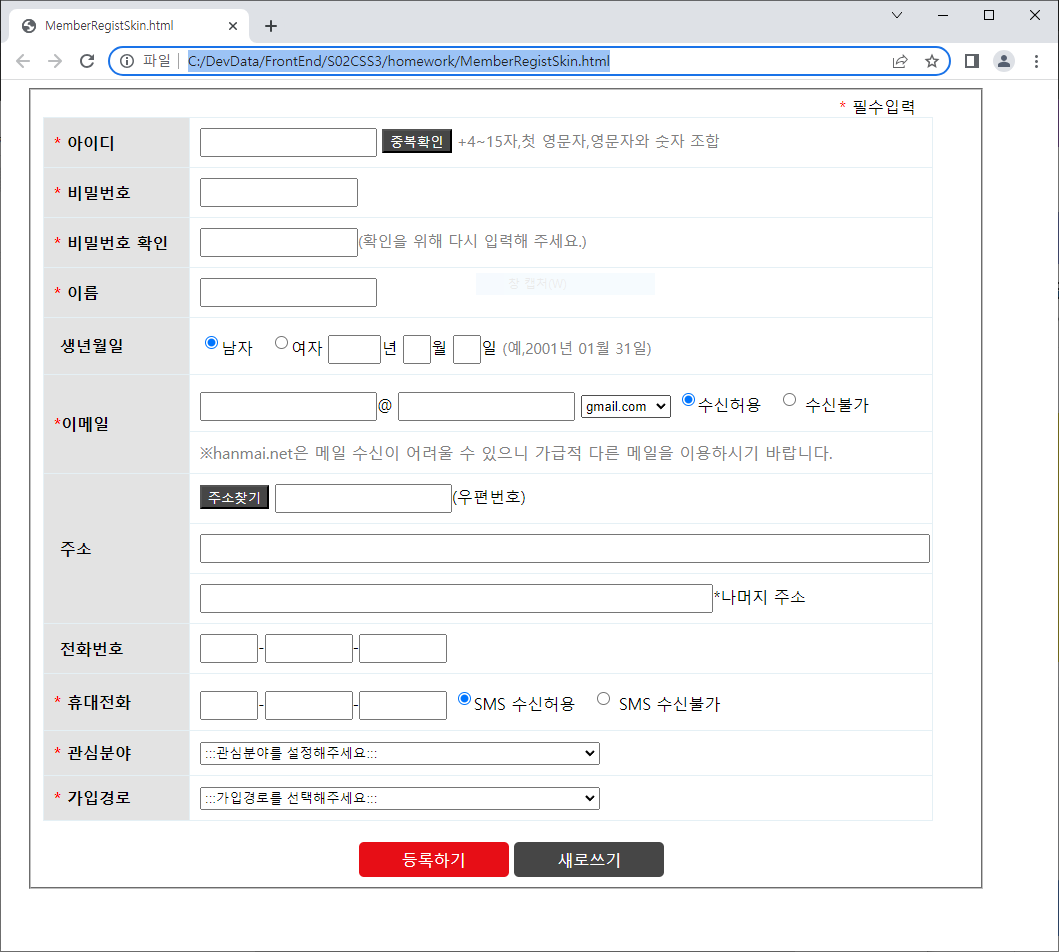 MemberRegistSkin.html
파일 C:/DevData/FrontEnd/S02CSS3/homework/MemberRegistSkin.html
* 필수입력
* 아이디 중복확인 +4~15자,첫 영문자,영문자와 숫자 조합
* 비밀번호
* 비밀번호 확인 (확인을 위해 다시 입력해 주세요.)
* 이름 창 캡처(W)
생년월일 남자 여자 년 월 일 (예,2001년 01월 31일)
*이메일 @ gmail.com 수신허용 수신불가
※hanmai.net은 메일 수신이 어려울 수 있으니 가급적 다른 메일을 이용하시기 바랍니다.
주소찾기 (우편번호)
주소
*나머지 주소
전화번호 - -
* 휴대전화 - - SMS 수신허용 SMS 수신불가
* 관심분야 :::관심분야를 설정해주세요:::
* 가입경로 :::가입경로를 선택해주세요:::
등록하기 새로쓰기